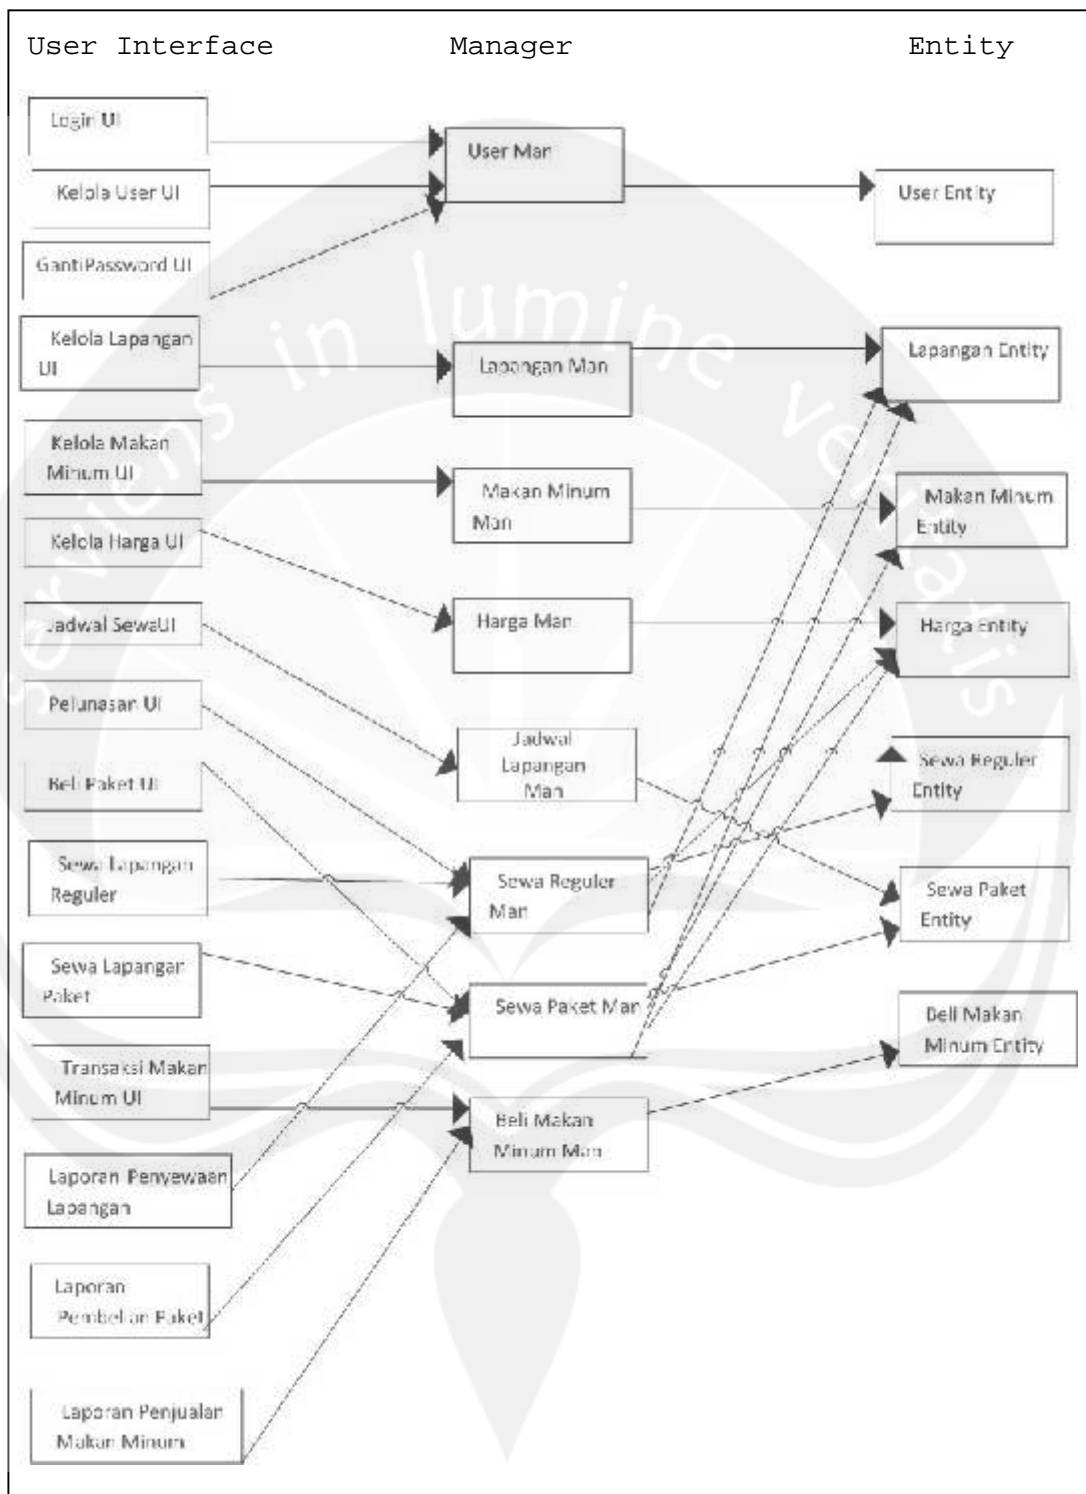 User Interface
Manager
Entity
Login UI
User Man
Kelola User UI
User Entity
GantiPassword UI
Kelola Lapangan
UI
Lapangan Man
Lapangan Entity
Kelola Makan
Minum UI
Makan Minum
Man
Makan Minum
Entity
Kelola Harga UI
Jadwal SewaUI
Harga Man
Harga Entity
Pelunasan UI
Jadwal
Lapangan
Man
Sewa Reguler
Entity
Beli Paket UI
Sewa Lapangan
Reguler
Sewa Reguler
Man
Sewa Paket
Entity
Sewa Lapangan
Paket
Sewa Paket Man
Beli Makan
Minum Entity
Transaksi Makan
Minum UI
Beli Makan
Minum Man
Laporan Penyewaan
Lapangan
Laporan
Pembelian Paket
Laporan Penjualan
Makan Minum
serviens in lumine veritatis